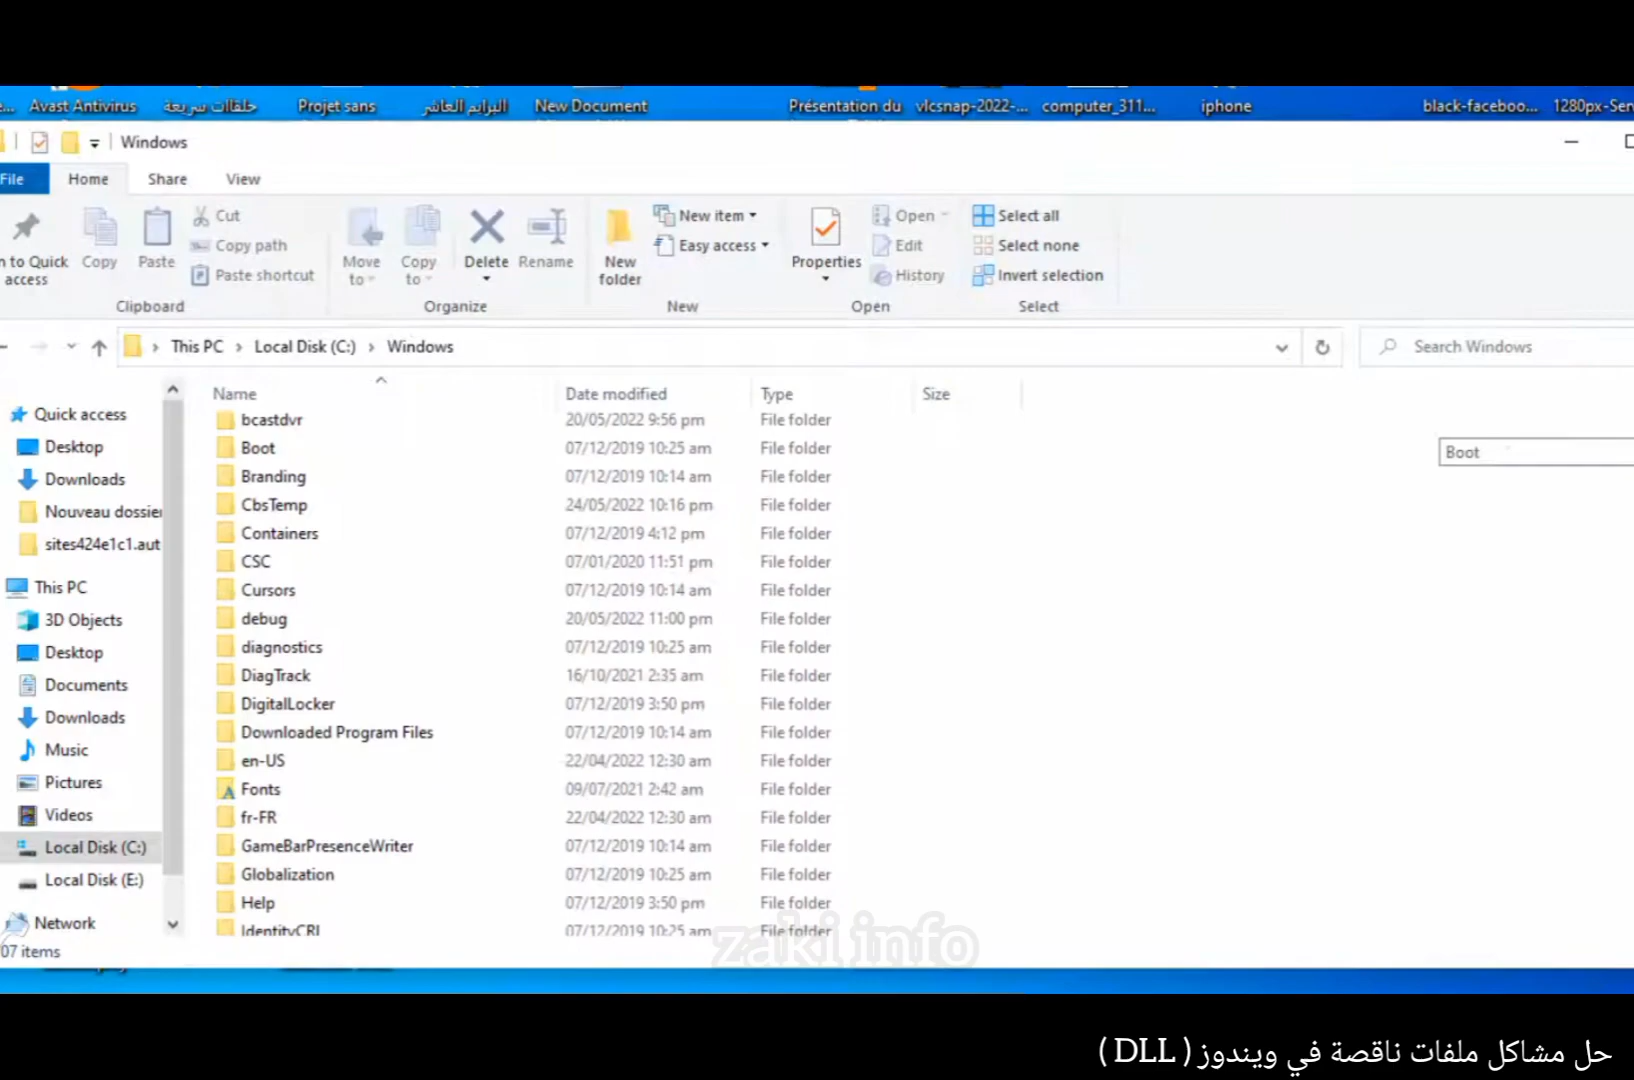 e... Avast Antivirus حلقات سريعة Projet sans البرايم العاشر New Document Présentation du vlcsnap-2022-... computer_311... iphone black-faceboo... 1280px-Ser
Windows
File Home Share View
n to Quick access
Copy
Paste
Cut
Copy path
Paste shortcut
Clipboard
Move to
Copy to
Delete
Rename
Organize
New folder
New item
Easy access
New
Properties
Open
Edit
History
Open
Select all
Select none
Invert selection
Select
This PC Local Disk (C:) Windows
Search Windows
Quick access
Desktop
Downloads
Nouveau dossier
sites424e1c1.aut
This PC
3D Objects
Desktop
Documents
Downloads
Music
Pictures
Videos
Local Disk (C:)
Local Disk (E:)
Network
07 items
Name Date modified Type Size
bcastdvr 20/05/2022 9:56 pm File folder
Boot 07/12/2019 10:25 am File folder
Branding 07/12/2019 10:14 am File folder
CbsTemp 24/05/2022 10:16 pm File folder
Containers 07/12/2019 4:12 pm File folder
CSC 07/01/2020 11:51 pm File folder
Cursors 07/12/2019 10:14 am File folder
debug 20/05/2022 11:00 pm File folder
diagnostics 07/12/2019 10:25 am File folder
DiagTrack 16/10/2021 2:35 am File folder
DigitalLocker 07/12/2019 3:50 pm File folder
Downloaded Program Files 07/12/2019 10:14 am File folder
en-US 22/04/2022 12:30 am File folder
Fonts 09/07/2021 2:42 am File folder
fr-FR 22/04/2022 12:30 am File folder
GameBarPresenceWriter 07/12/2019 10:14 am File folder
Globalization 07/12/2019 10:25 am File folder
Help 07/12/2019 3:50 pm File folder
IdentityCRL 07/12/2019 10:25 am File folder
Boot
zaki info
حل مشاكل ملفات ناقصة في ويندوز ( DLL )